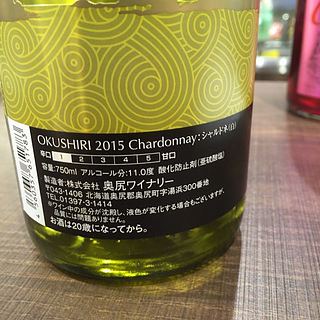 OKUSHIRI 2015 Chardonnay:シャルドネ(白)
辛口 1 2 3 4 5 甘口
容量:750ml アルコール分:11.0度 酸化防止剤(亜硫酸塩)
製造者:株式会社 奥尻ワイナリー
〒043-1406 北海道奥尻郡奥尻町字湯浜300番地
TEL.01397-3-1414
※ワイン中の成分が沈殿し、液色が変化する場合もございますが、
品質には問題ありません。
お酒は20歳になってから。